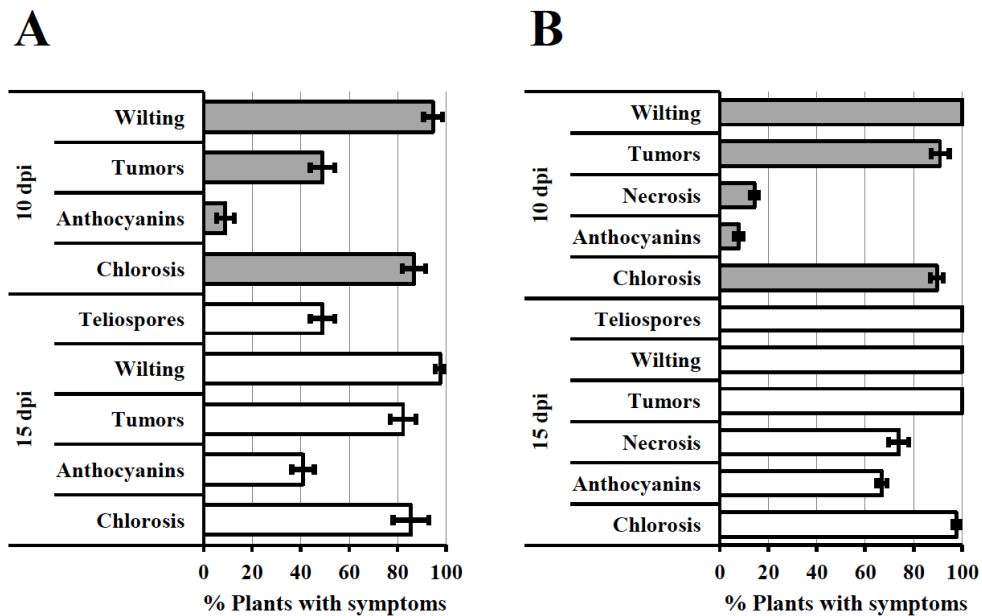 A
10 dpi
Wilting
Tumors
Anthocyanins
Chlorosis
15 dpi
Teliospores
Wilting
Tumors
Anthocyanins
Chlorosis
0 20 40 60 80 100
% Plants with symptoms
B
10 dpi
Wilting
Tumors
Necrosis
Anthocyanins
Chlorosis
15 dpi
Teliospores
Wilting
Tumors
Necrosis
Anthocyanins
Chlorosis
0 20 40 60 80 100
% Plants with symptoms